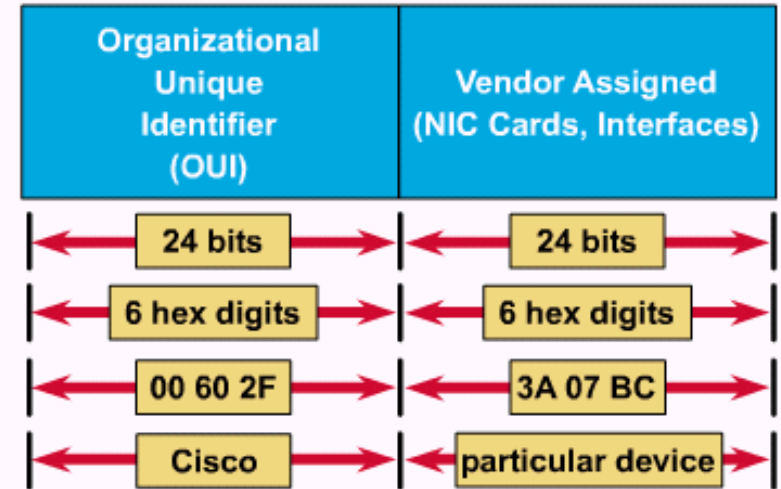 Organizational
Unique
Identifier
(OUI)
Vendor Assigned
(NIC Cards, Interfaces)
24 bits
24 bits
6 hex digits
6 hex digits
00 60 2F
3A 07 BC
Cisco
particular device